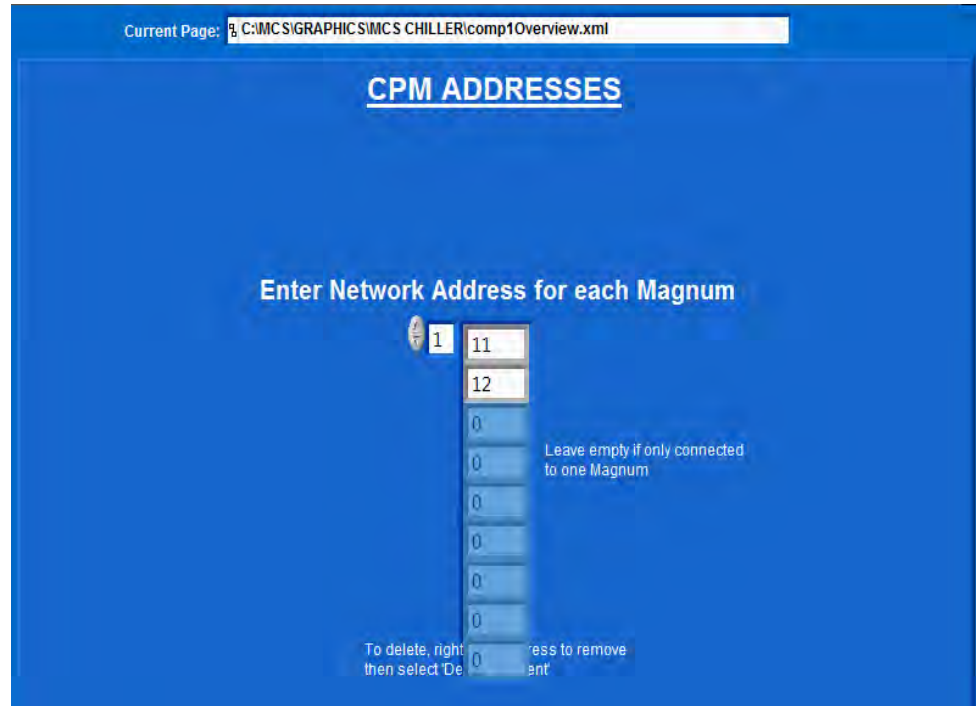 Current Page: C:\MCS\GRAPHICS\MCS CHILLER\comp1Overview.xml
CPM ADDRESSES
Enter Network Address for each Magnum
1 11
12
0
0
Leave empty if only connected
to one Magnum
0
0
0
0
To delete, right ress to remove
0
then select 'De ent'